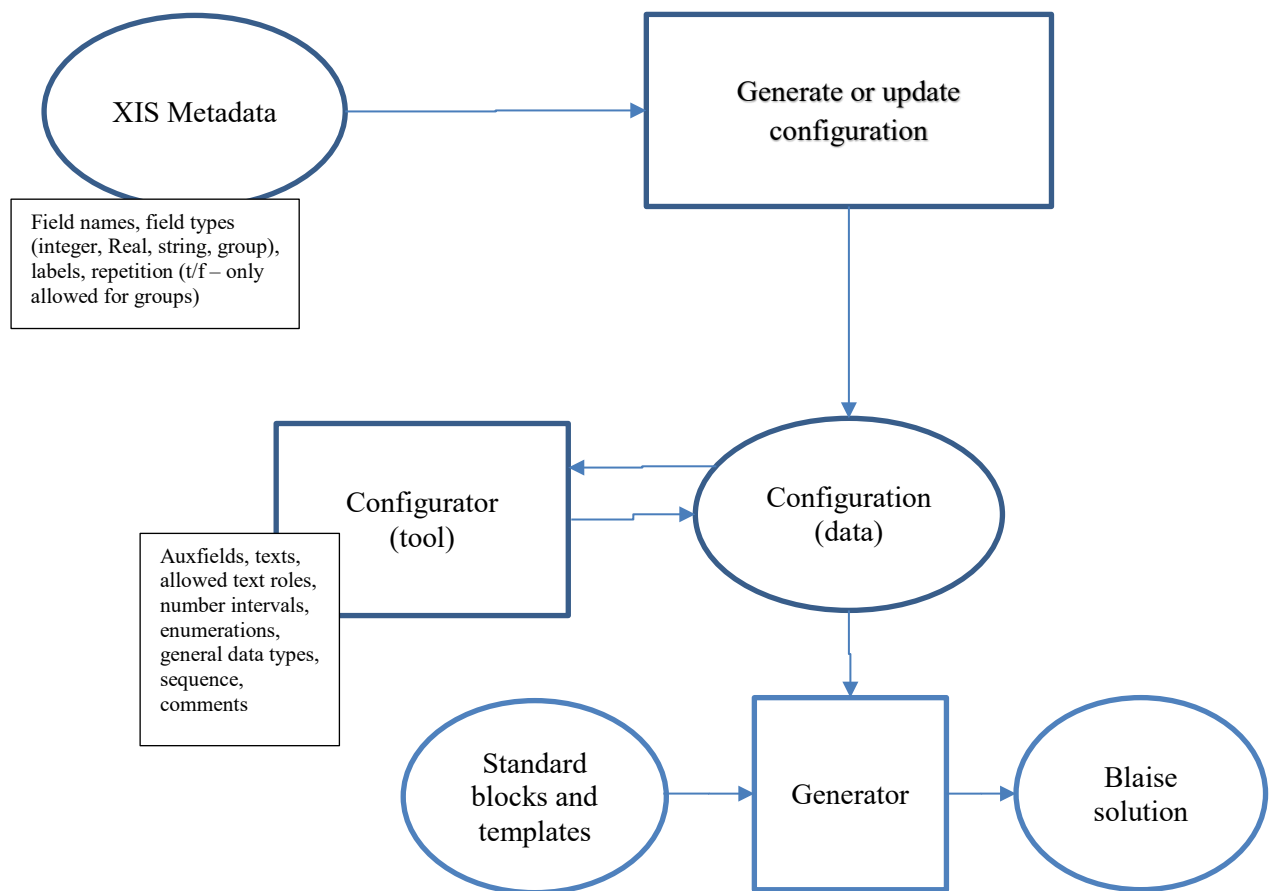 XIS Metadata
Generate or update
configuration
Field names, field types
(integer, Real, string, group),
labels, repetition (t/f – only
allowed for groups)
Configurator
(tool)
Configuration
(data)
Auxfields, texts,
allowed text roles,
number intervals,
enumerations,
general data types,
sequence,
comments
Standard
blocks and
templates
Generator
Blaise
solution